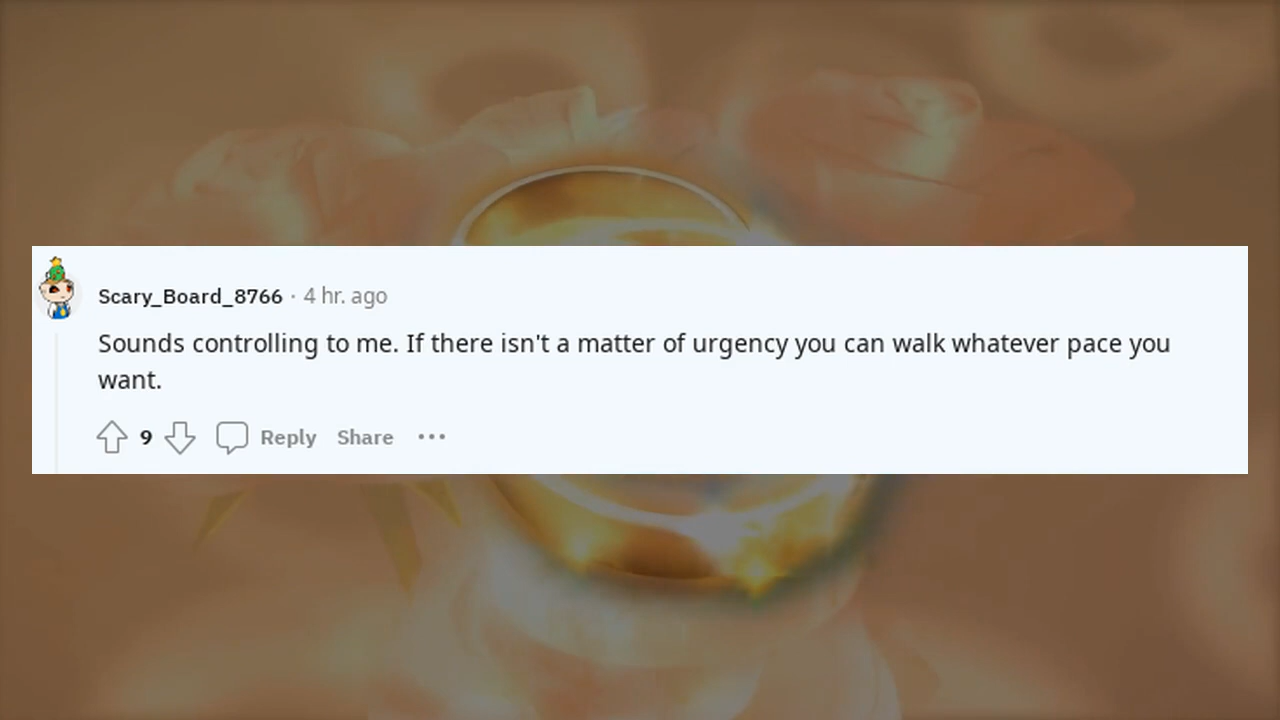 Scary_Board_8766 · 4 hr. ago
Sounds controlling to me. If there isn't a matter of urgency you can walk whatever pace you
want.
9 Reply Share •••